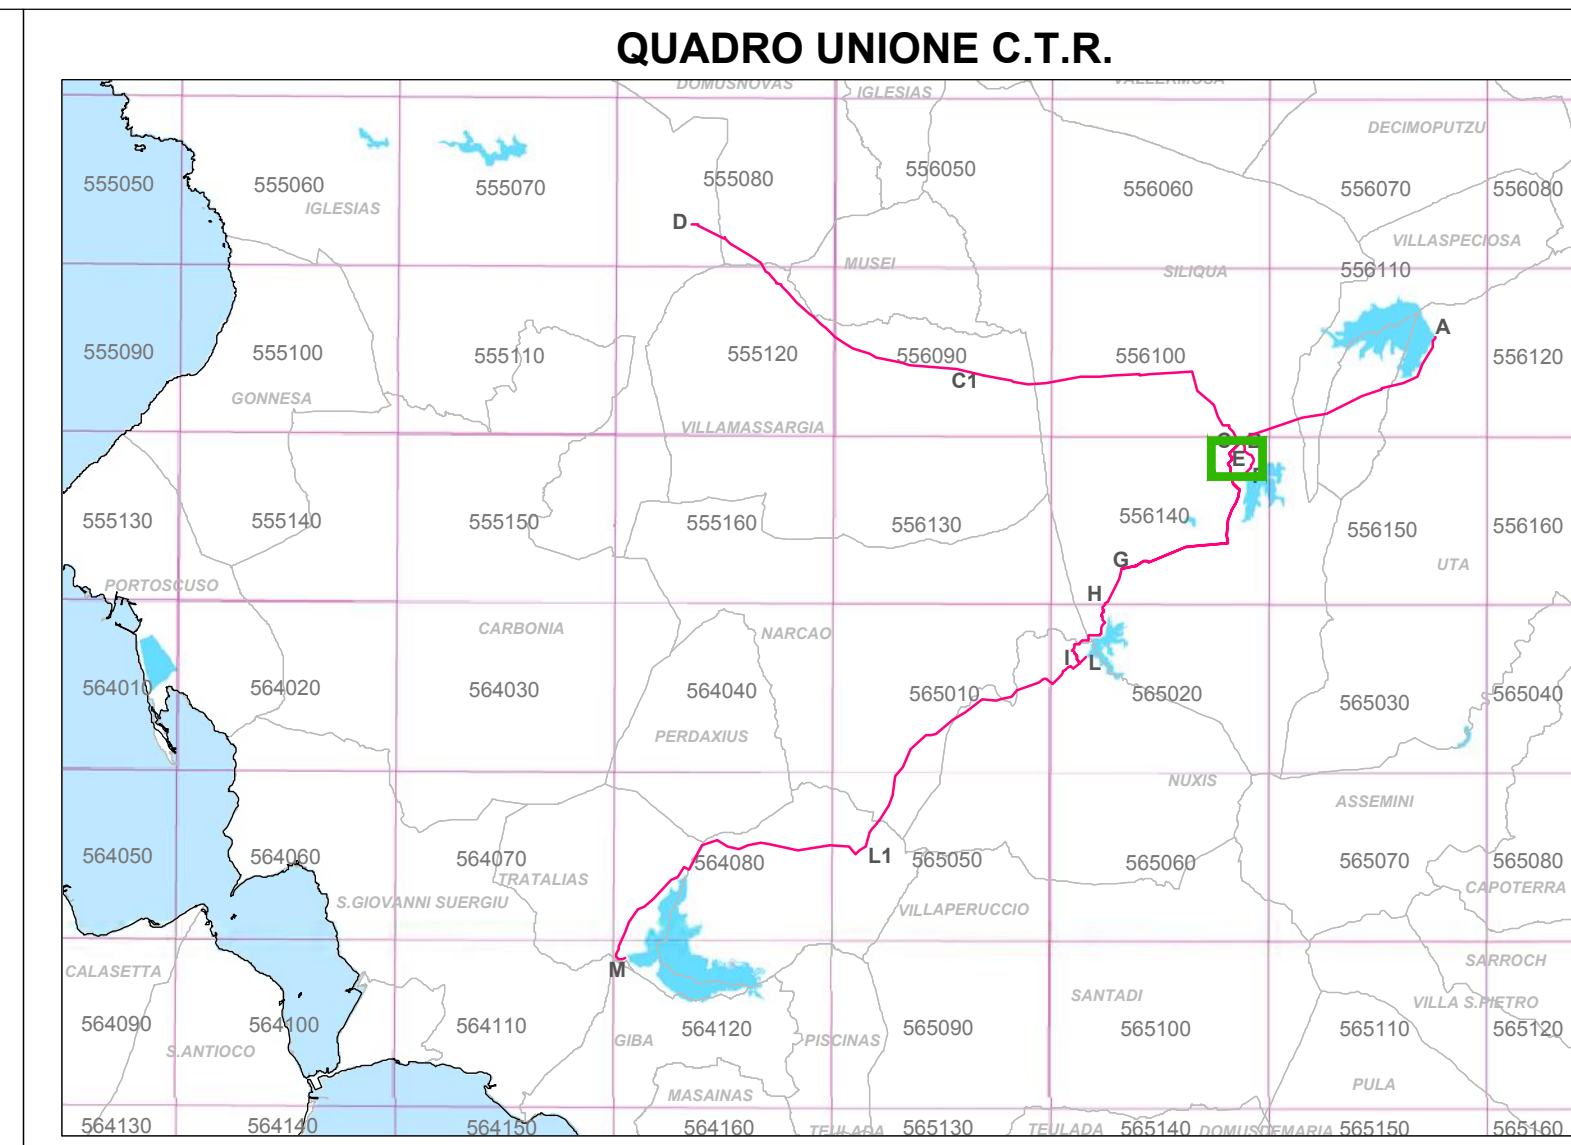 QUADRO UNIONE C.T.R.
DOMUSNOVAS
IGLESIAS
VALLERMOSA
DECIMOPUTZU
555050
555060
555070
555080
556050
556060
556070
556080
IGLESIAS
D
VILLASPECIOSA
MUSEI
SILIQUA
556110
A
555090
555100
555110
555120
556090
556100
556120
C1
GONNESA
VILLAMASSARGIA
C
B
E
F
555130
555140
555150
555160
556130
556140
556150
556160
G
UTA
PORTOSCUSO
H
CARBONIA
NARCAO
I
L
564010
564020
564030
564040
565010
565020
565030
565040
PERDAXIUS
NUXIS
ASSEMINI
564050
564060
564070
564080
L1
565050
565060
565070
565080
TRATALIAS
CAPOTERRA
S.GIOVANNI SUERGIU
VILLAPERUCCIO
CALASETTA
M
SARROCH
SANTADI
VILLA S.PIETRO
564090
564100
564110
564120
565090
565100
565110
565120
S.ANTIOCO
GIBA
PISCINAS
PULA
MASAINAS
564130
564140
564150
564160
TEULADA
565130
TEULADA
565140
DOMUSDEMARIA
565150
565160